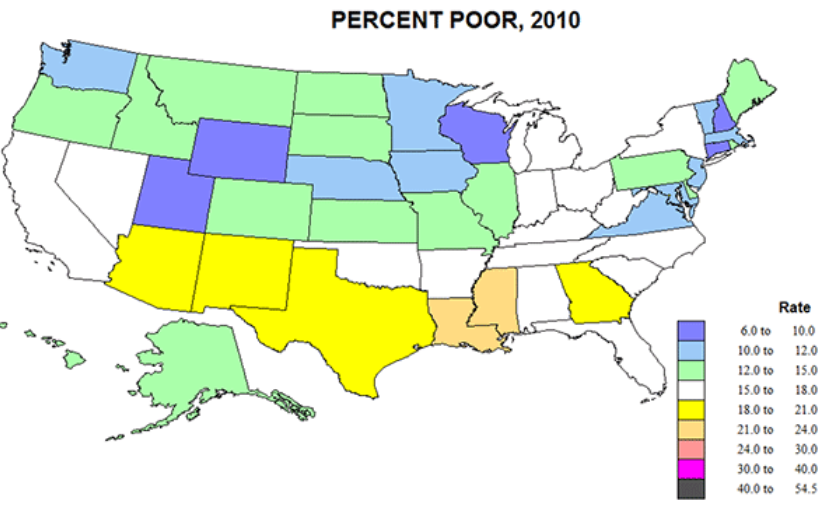 PERCENT POOR, 2010
Rate
6.0 to 10.0
10.0 to 12.0
12.0 to 15.0
15.0 to 18.0
18.0 to 21.0
21.0 to 24.0
24.0 to 30.0
30.0 to 40.0
40.0 to 54.5